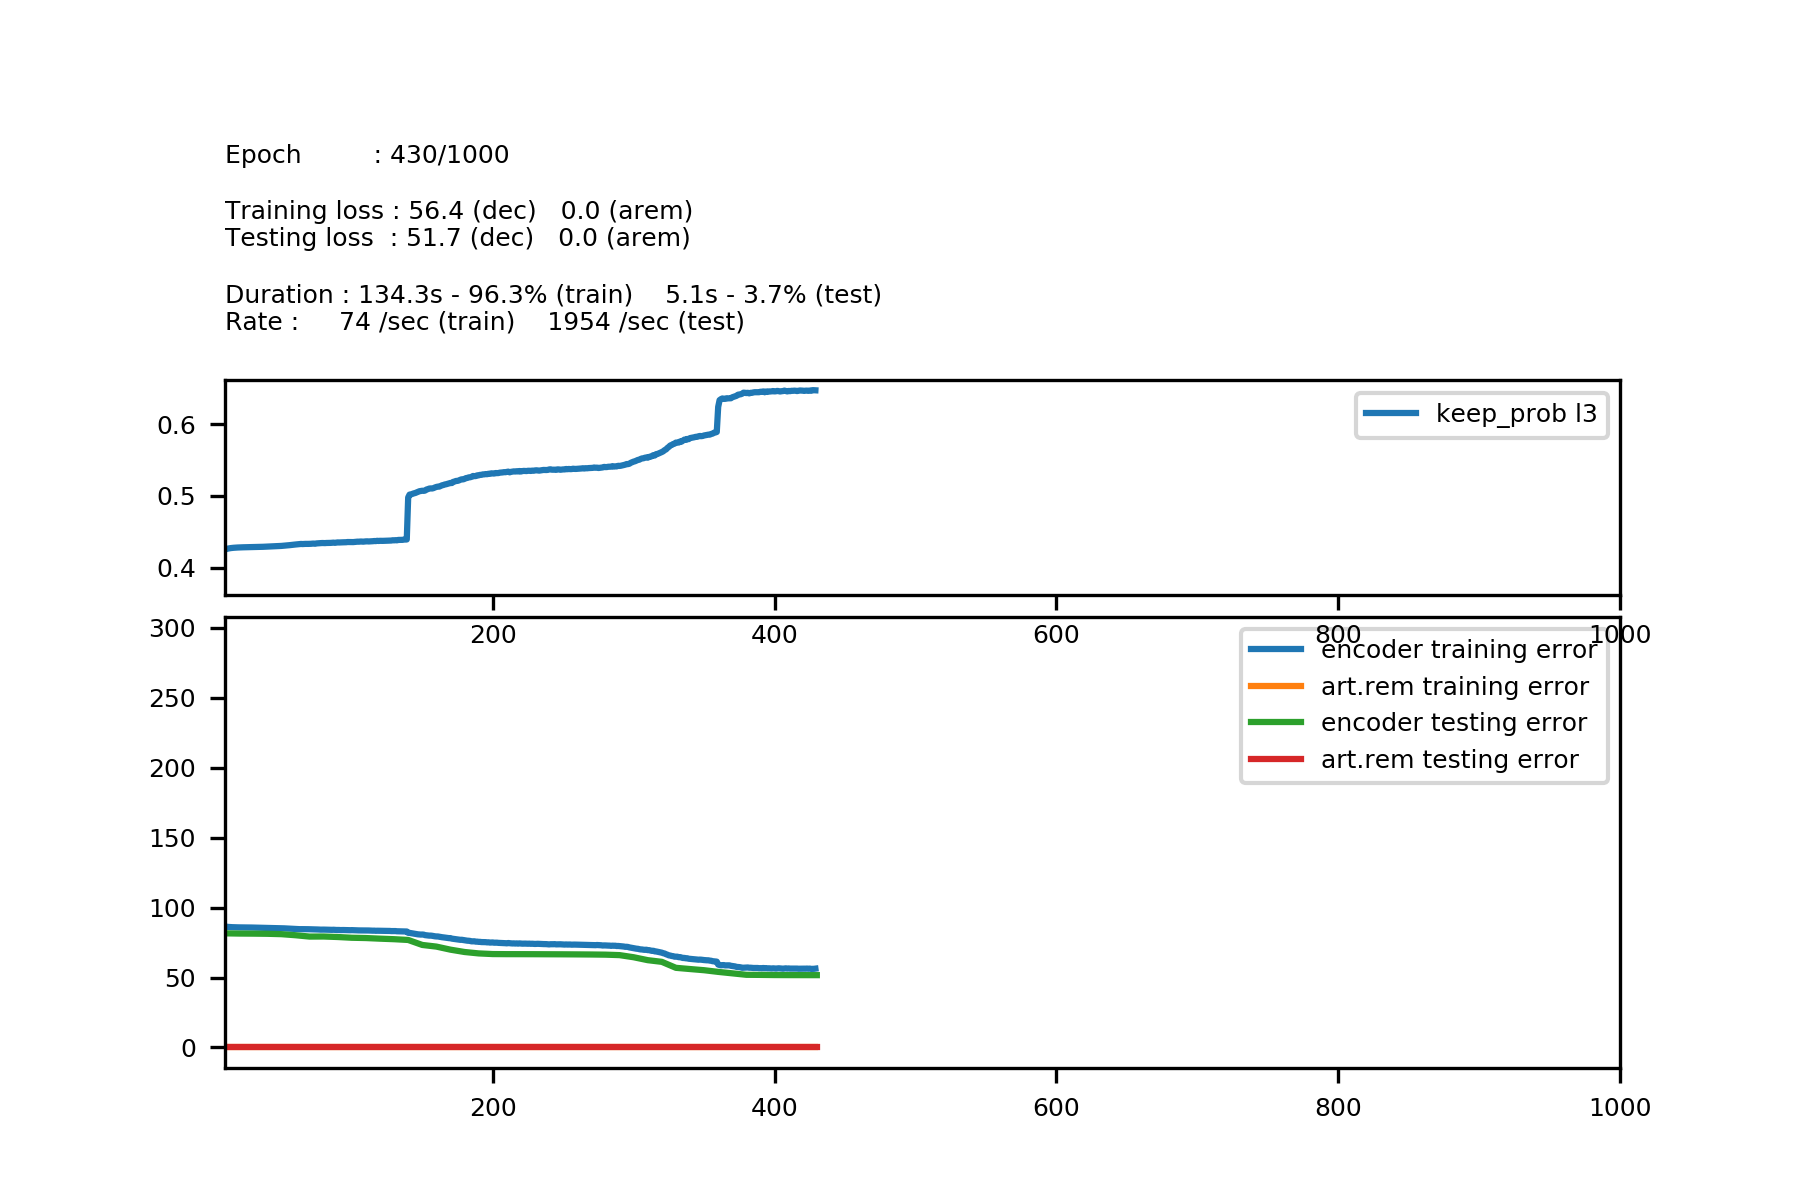 Epoch : 430/1000
Training loss : 56.4 (dec) 0.0 (arem)
Testing loss : 51.7 (dec) 0.0 (arem)
Duration : 134.3s - 96.3% (train) 5.1s - 3.7% (test)
Rate : 74 /sec (train) 1954 /sec (test)
keep_prob l3
0.6
0.5
0.4
200 400 600 800 1000
encoder training error
art.rem training error
encoder testing error
art.rem testing error
300
250
200
150
100
50
0
200 400 600 800 1000